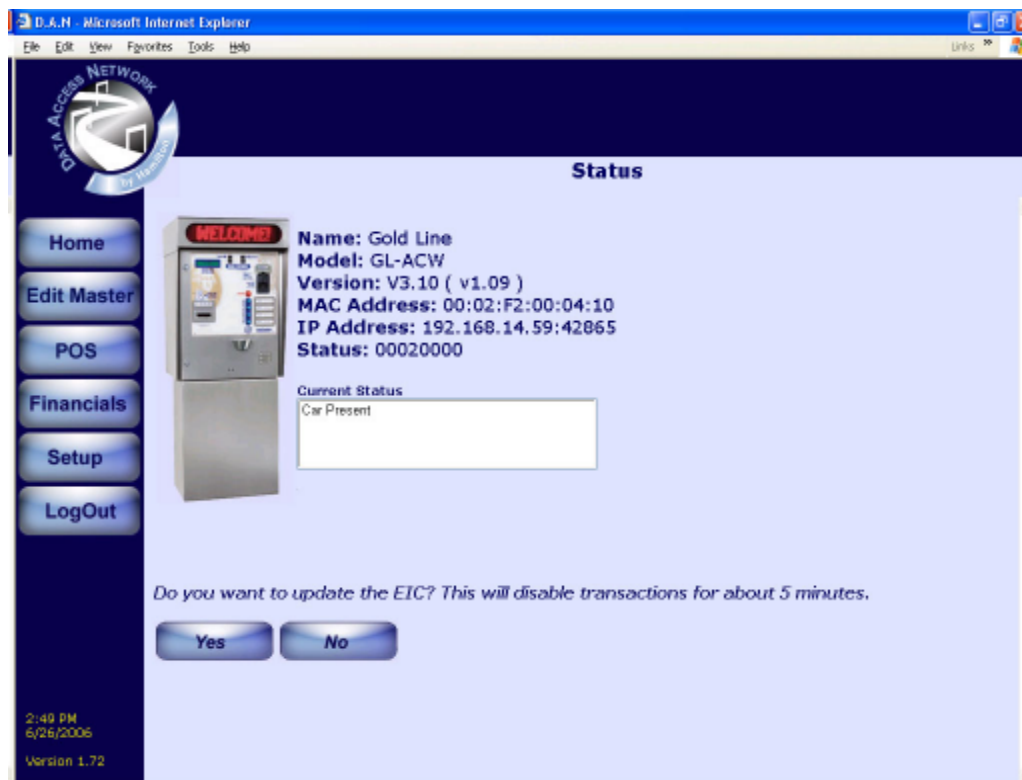 D.A.N - Microsoft Internet Explorer
File Edit View Favorites Tools Help
Links »
DATA ACCESS NETWORK
by Hamilton
Status
Home
Edit Master
POS
Financials
Setup
LogOut
WELCOME!
Name: Gold Line
Model: GL-ACW
Version: V3.10 ( v1.09 )
MAC Address: 00:02:F2:00:04:10
IP Address: 192.168.14.59:42865
Status: 00020000
Current Status
Car Present
Do you want to update the EIC? This will disable transactions for about 5 minutes.
Yes No
2:49 PM
6/26/2006
Version 1.72